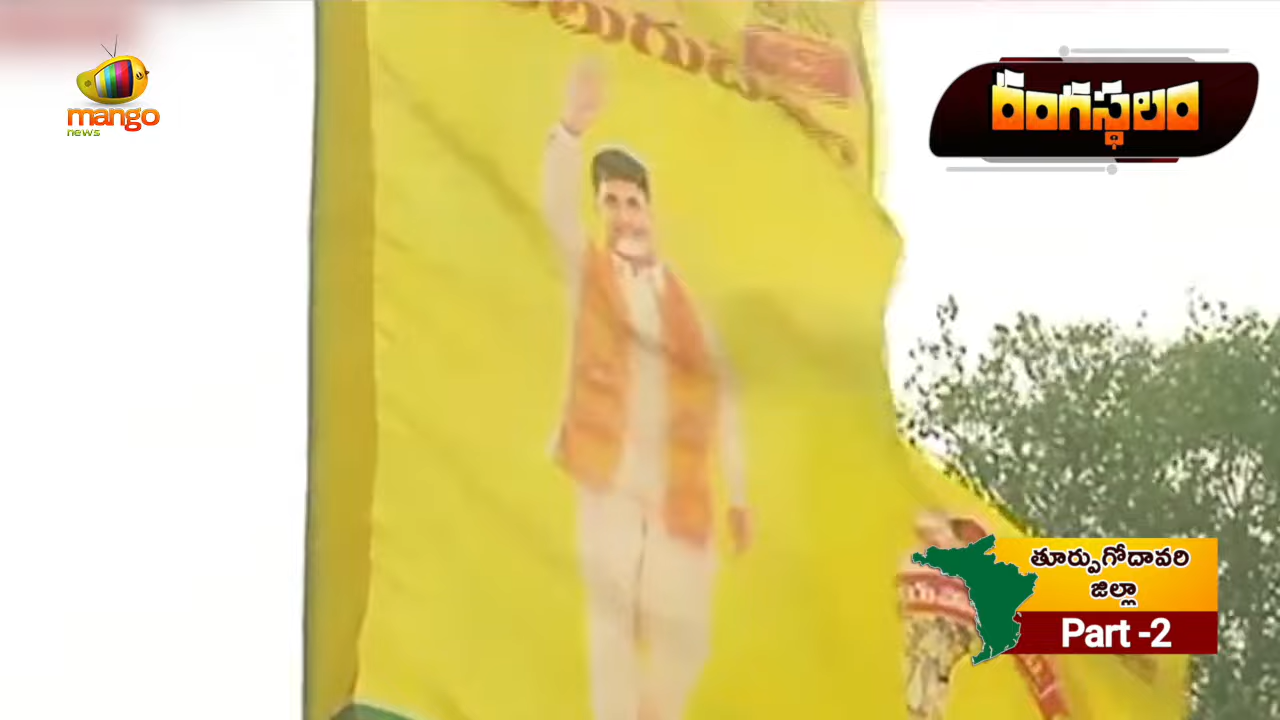 mango
news
రంగస్థలం
తూర్పుగోదావరి
జిల్లా
Part -2